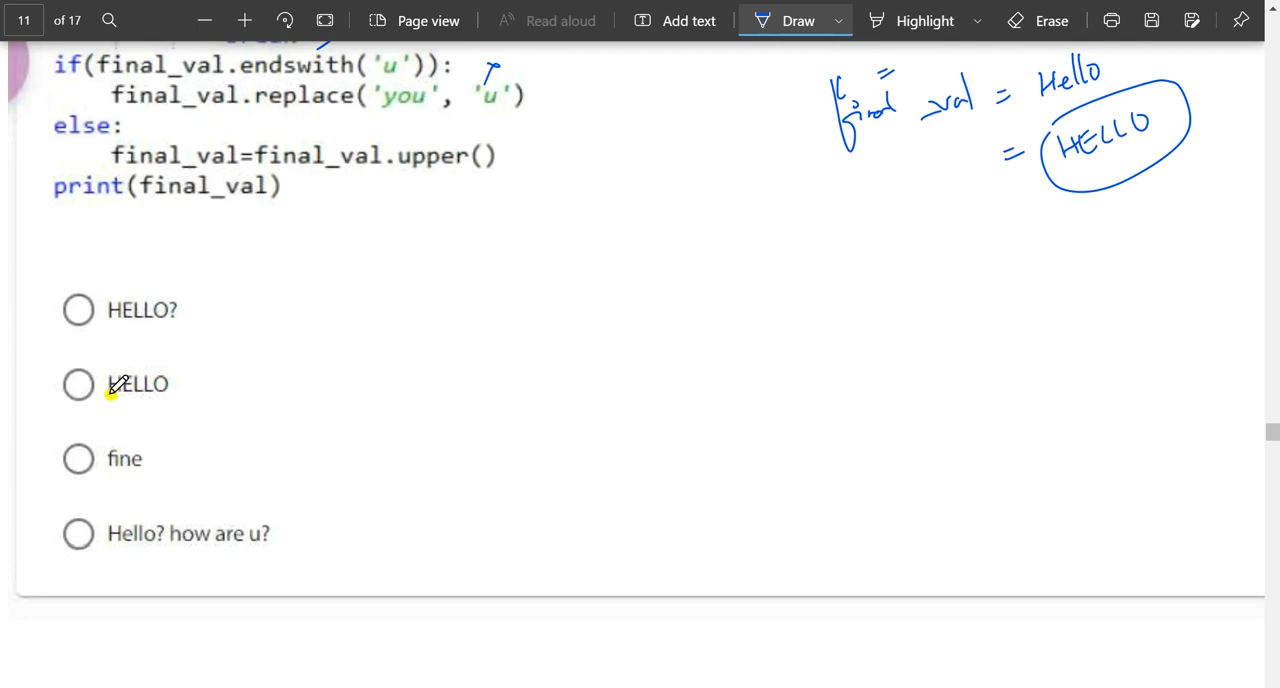 11 of 17 Page view Read aloud Add text Draw Highlight Erase
if(final_val.endswith('u')):
final_val.replace('you', 'u')
else:
final_val=final_val.upper()
print(final_val)
final _val = Hello
= HELLO
HELLO?
HELLO
fine
Hello? how are u?